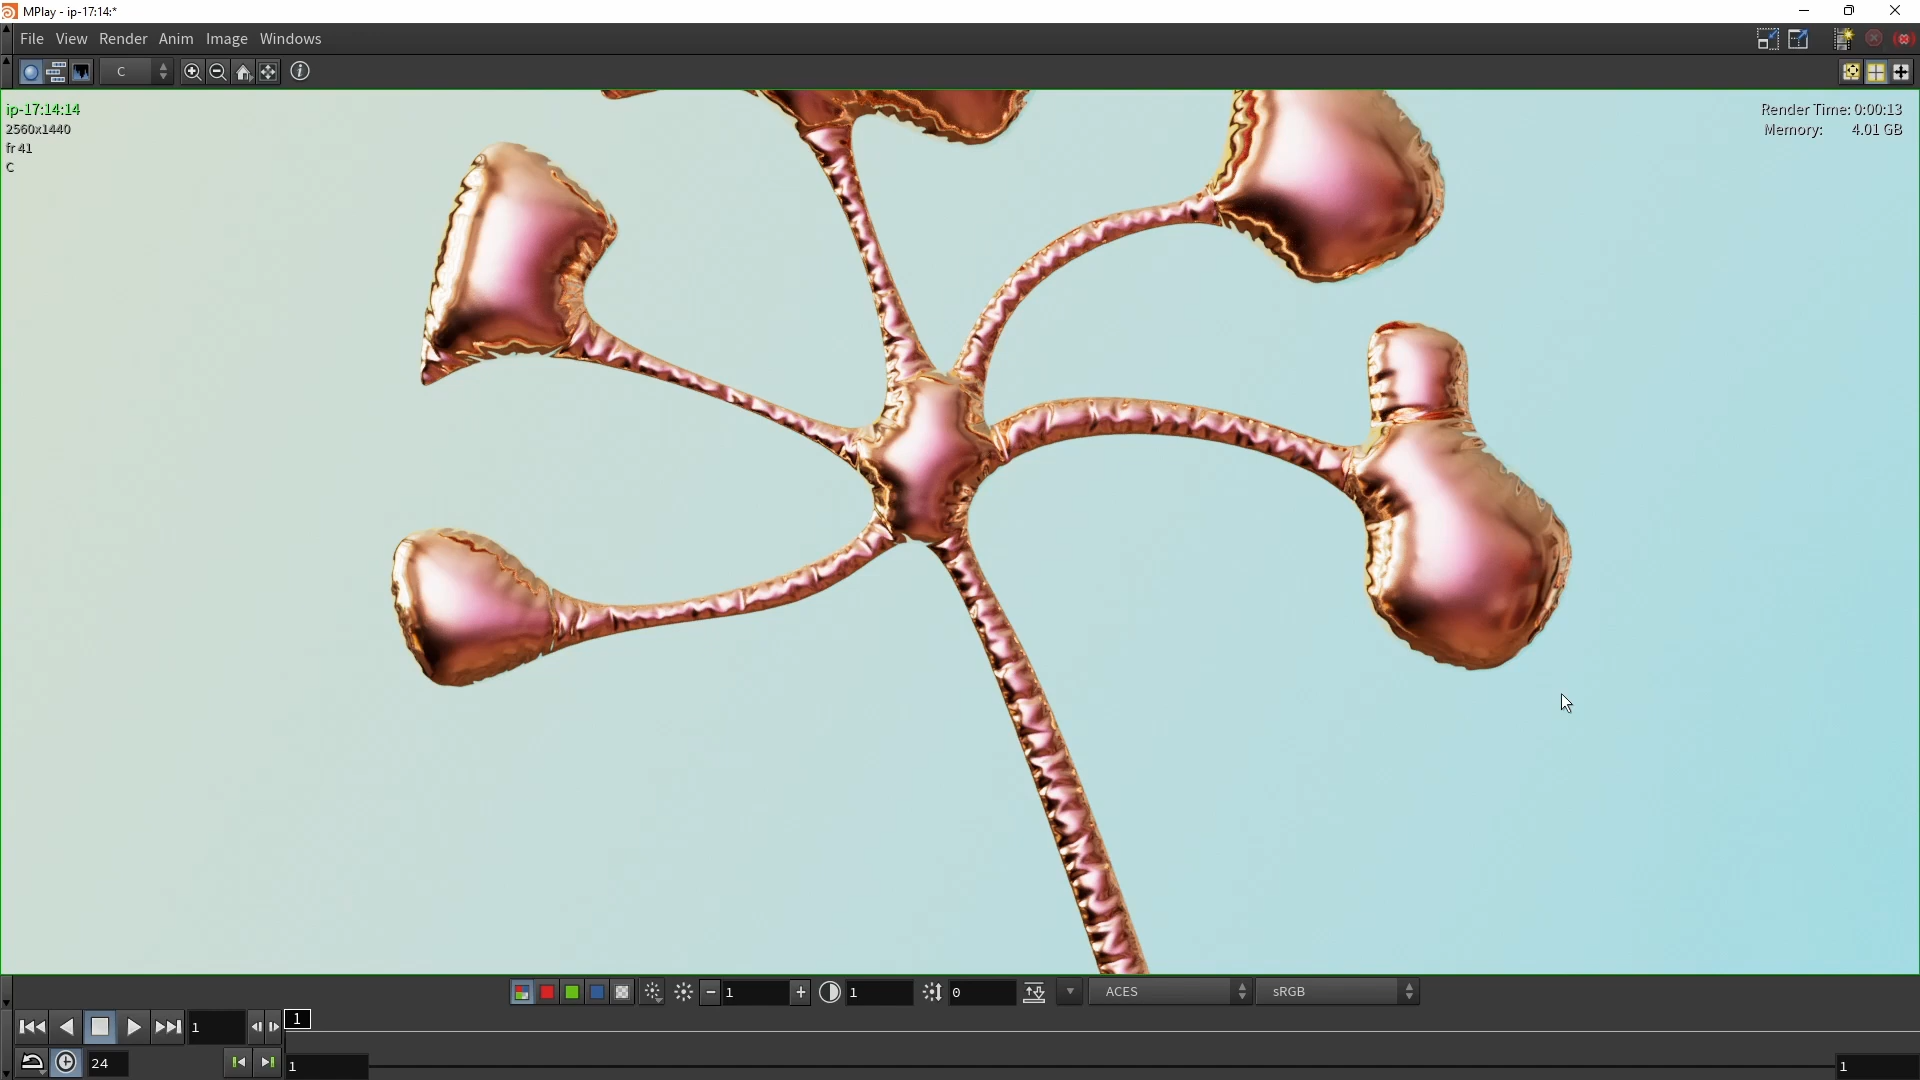 MPlay - ip-17:14:*
File View Render Anim Image Windows
C
ip-17:14:14
2560x1440
fr 41
C
Render Time: 0:00:13
Memory: 4.01 GB
1 1 0 ACES sRGB
1 1
24 1 1